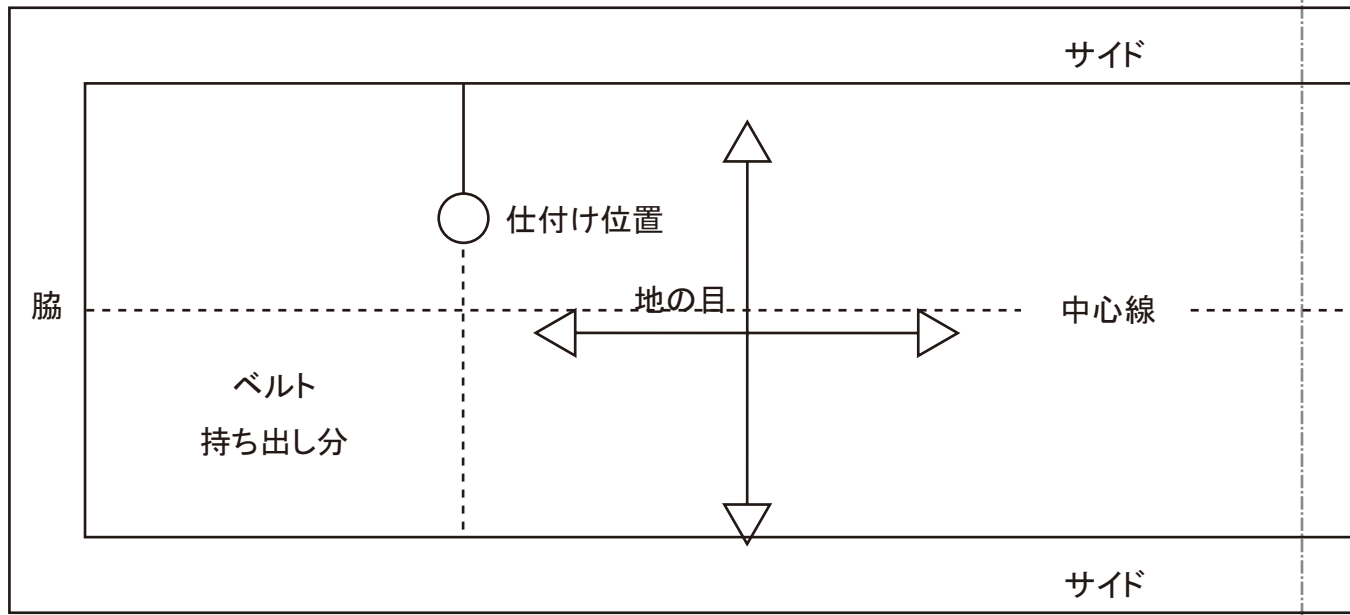 サイド
仕付け位置
地の目
脇
中心線
ベルト
持ち出し分
サイド